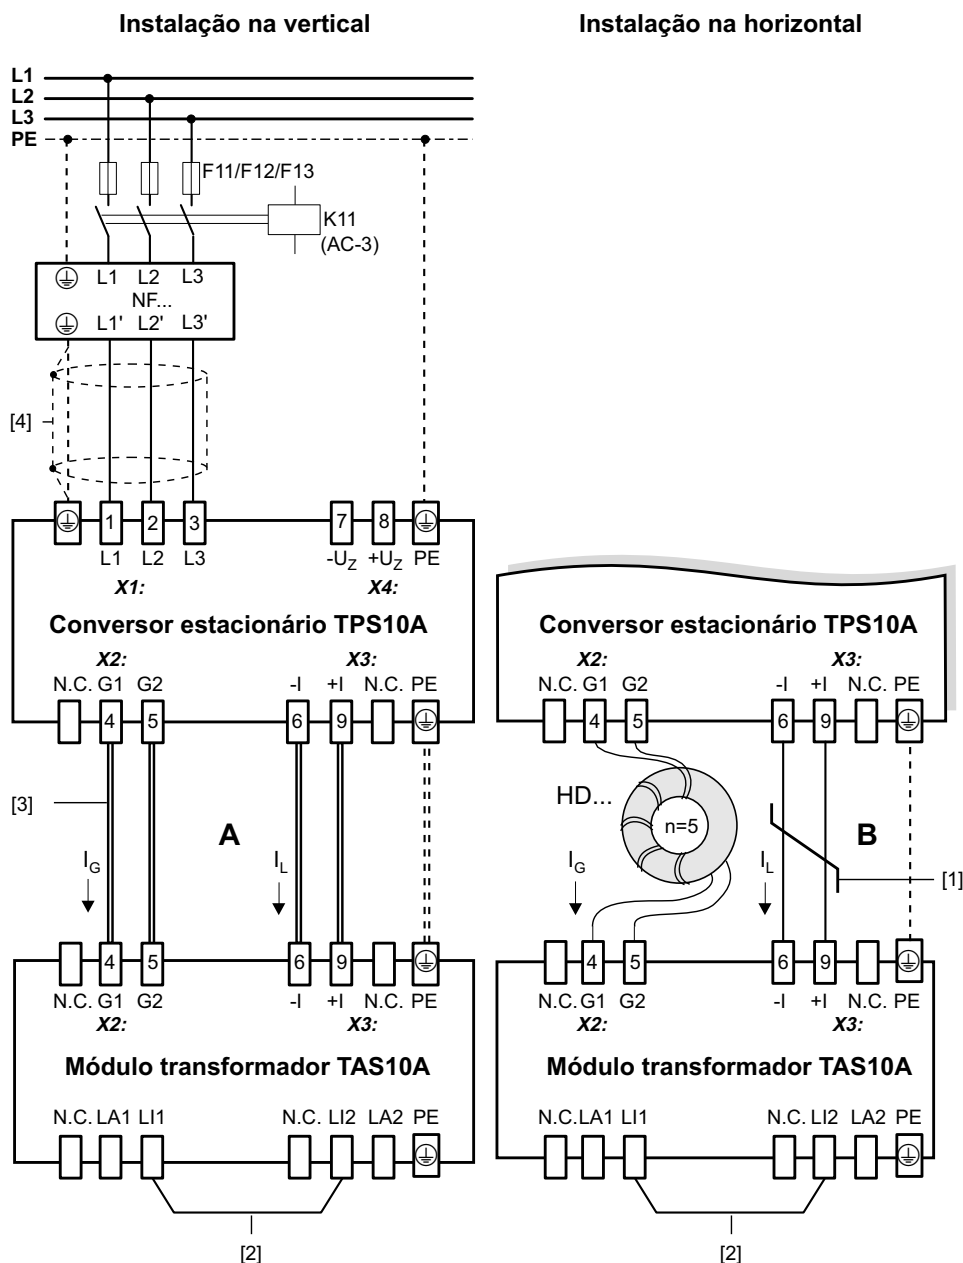 Instalação na vertical
Instalação na horizontal
L1
L2
L3
PE
F11/F12/F13
K11
(AC-3)
L1 L2 L3
NF...
L1' L2' L3'
[4]
1 2 3 7 8
L1 L2 L3 -UZ +UZ PE
X1: X4:
Conversor estacionário TPS10A
X2: X3:
N.C. G1 G2 -I +I N.C. PE
4 5 6 9
[3]
A
IG
IL
4 5 6 9
N.C. G1 G2 -I +I N.C. PE
X2: X3:
Módulo transformador TAS10A
N.C. LA1 LI1 N.C. LI2 LA2 PE
[2]
Conversor estacionário TPS10A
X2: X3:
N.C. G1 G2 -I +I N.C. PE
4 5 6 9
HD...
n=5
B
IG
IL
[1]
4 5 6 9
N.C. G1 G2 -I +I N.C. PE
X2: X3:
Módulo transformador TAS10A
N.C. LA1 LI1 N.C. LI2 LA2 PE
[2]